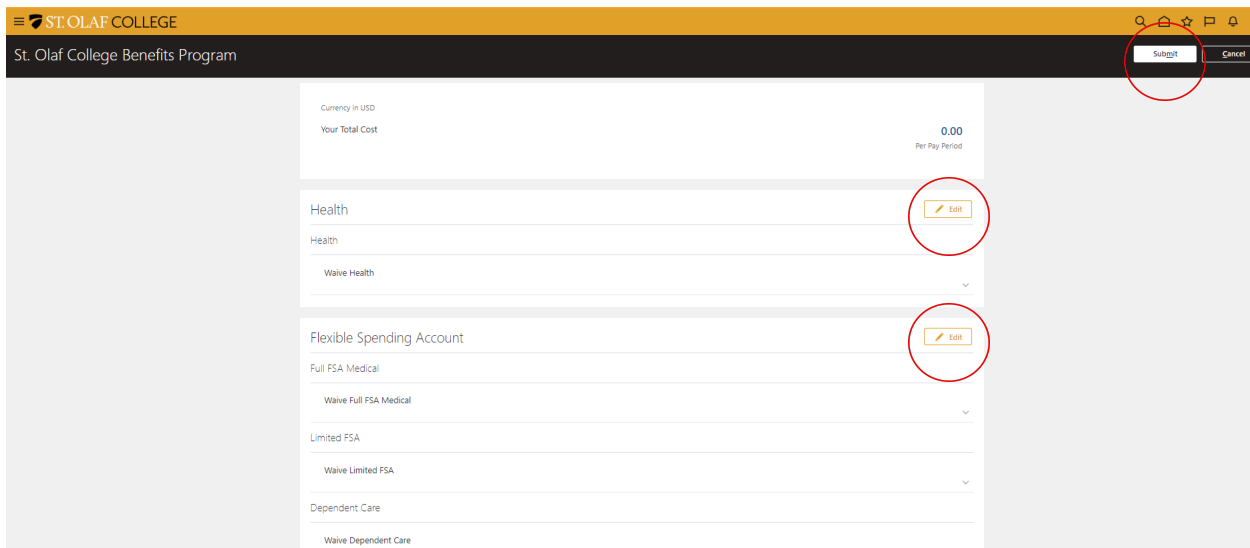 ST. OLAF COLLEGE
St. Olaf College Benefits Program
Submit
Cancel
Currency in USD
Your Total Cost
0.00
Per Pay Period
Health
Edit
Health
Waive Health
Flexible Spending Account
Edit
Full FSA Medical
Waive Full FSA Medical
Limited FSA
Waive Limited FSA
Dependent Care
Waive Dependent Care